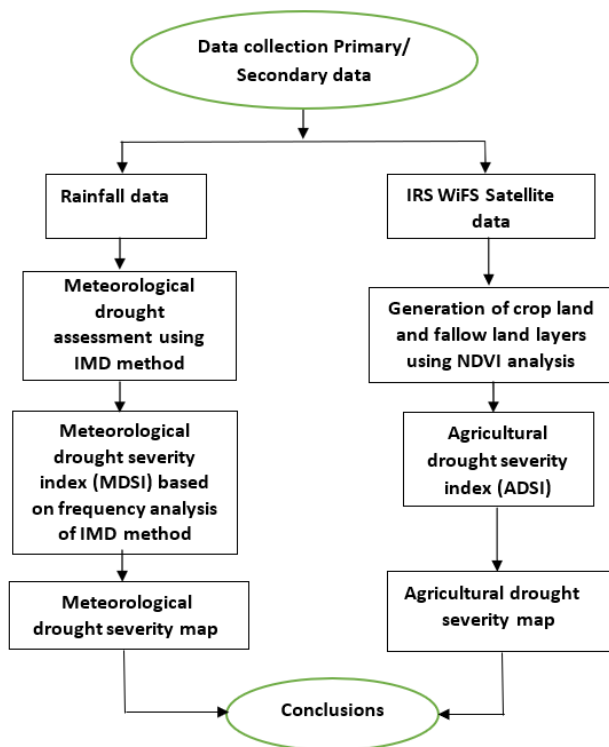 Data collection Primary/
Secondary data
Rainfall data
IRS WiFS Satellite
data
Meteorological
drought
assessment using
IMD method
Generation of crop land
and fallow land layers
using NDVI analysis
Meteorological
drought severity
index (MDSI) based
on frequency analysis
of IMD method
Agricultural
drought severity
index (ADSI)
Meteorological
drought severity map
Agricultural drought
severity map
Conclusions